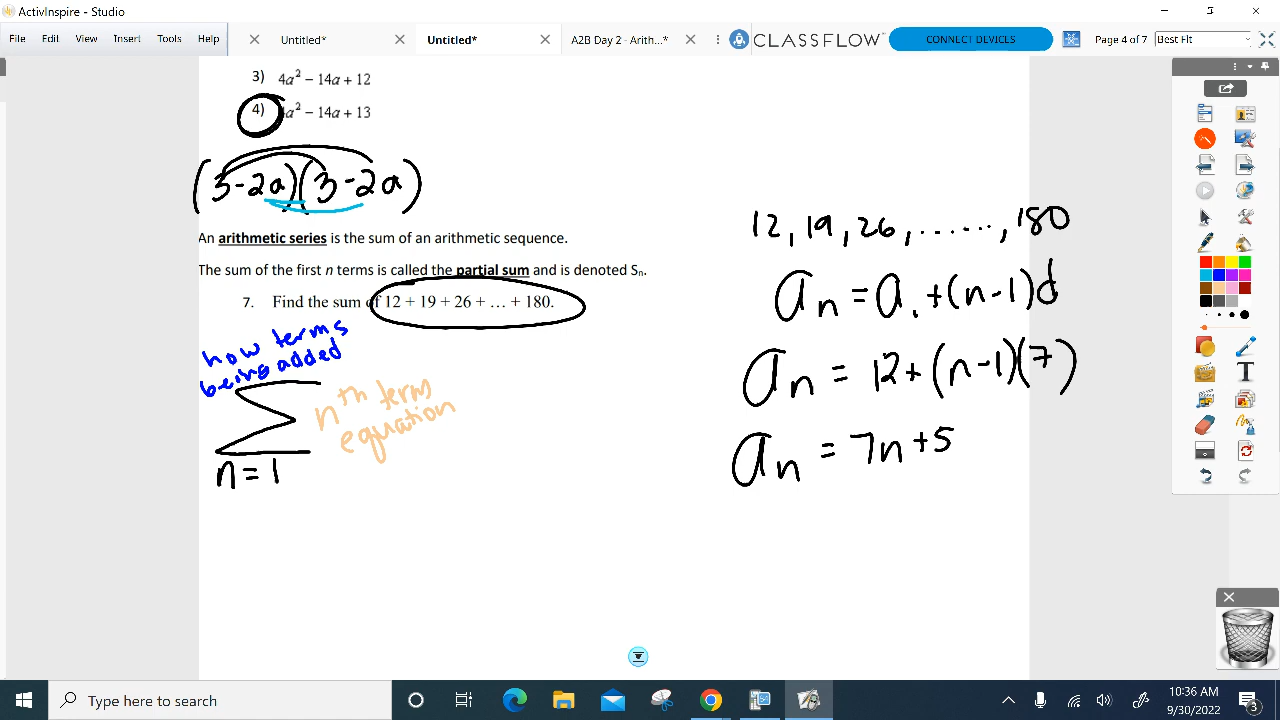 ActivInspire - Studio
File Edit View Insert Tools Help
Untitled*
Untitled*
A2B Day 2 - Arith...*
CLASSFLOW™
CONNECT DEVICES
Page 4 of 7
Best Fit
3) 4a² − 14a + 12
4) a² − 14a + 13
(3-2a)(3-2a)
An arithmetic series is the sum of an arithmetic sequence.
The sum of the first n terms is called the partial sum and is denoted Sn.
7. Find the sum of 12 + 19 + 26 + … + 180.
how terms
being added
nth term
equation
Σ
n=1
12, 19, 26, ......, 180
an = a1 + (n-1)d
an = 12+(n-1)(7)
an = 7n+5
T
Type here to search
10:36 AM
9/30/2022
3